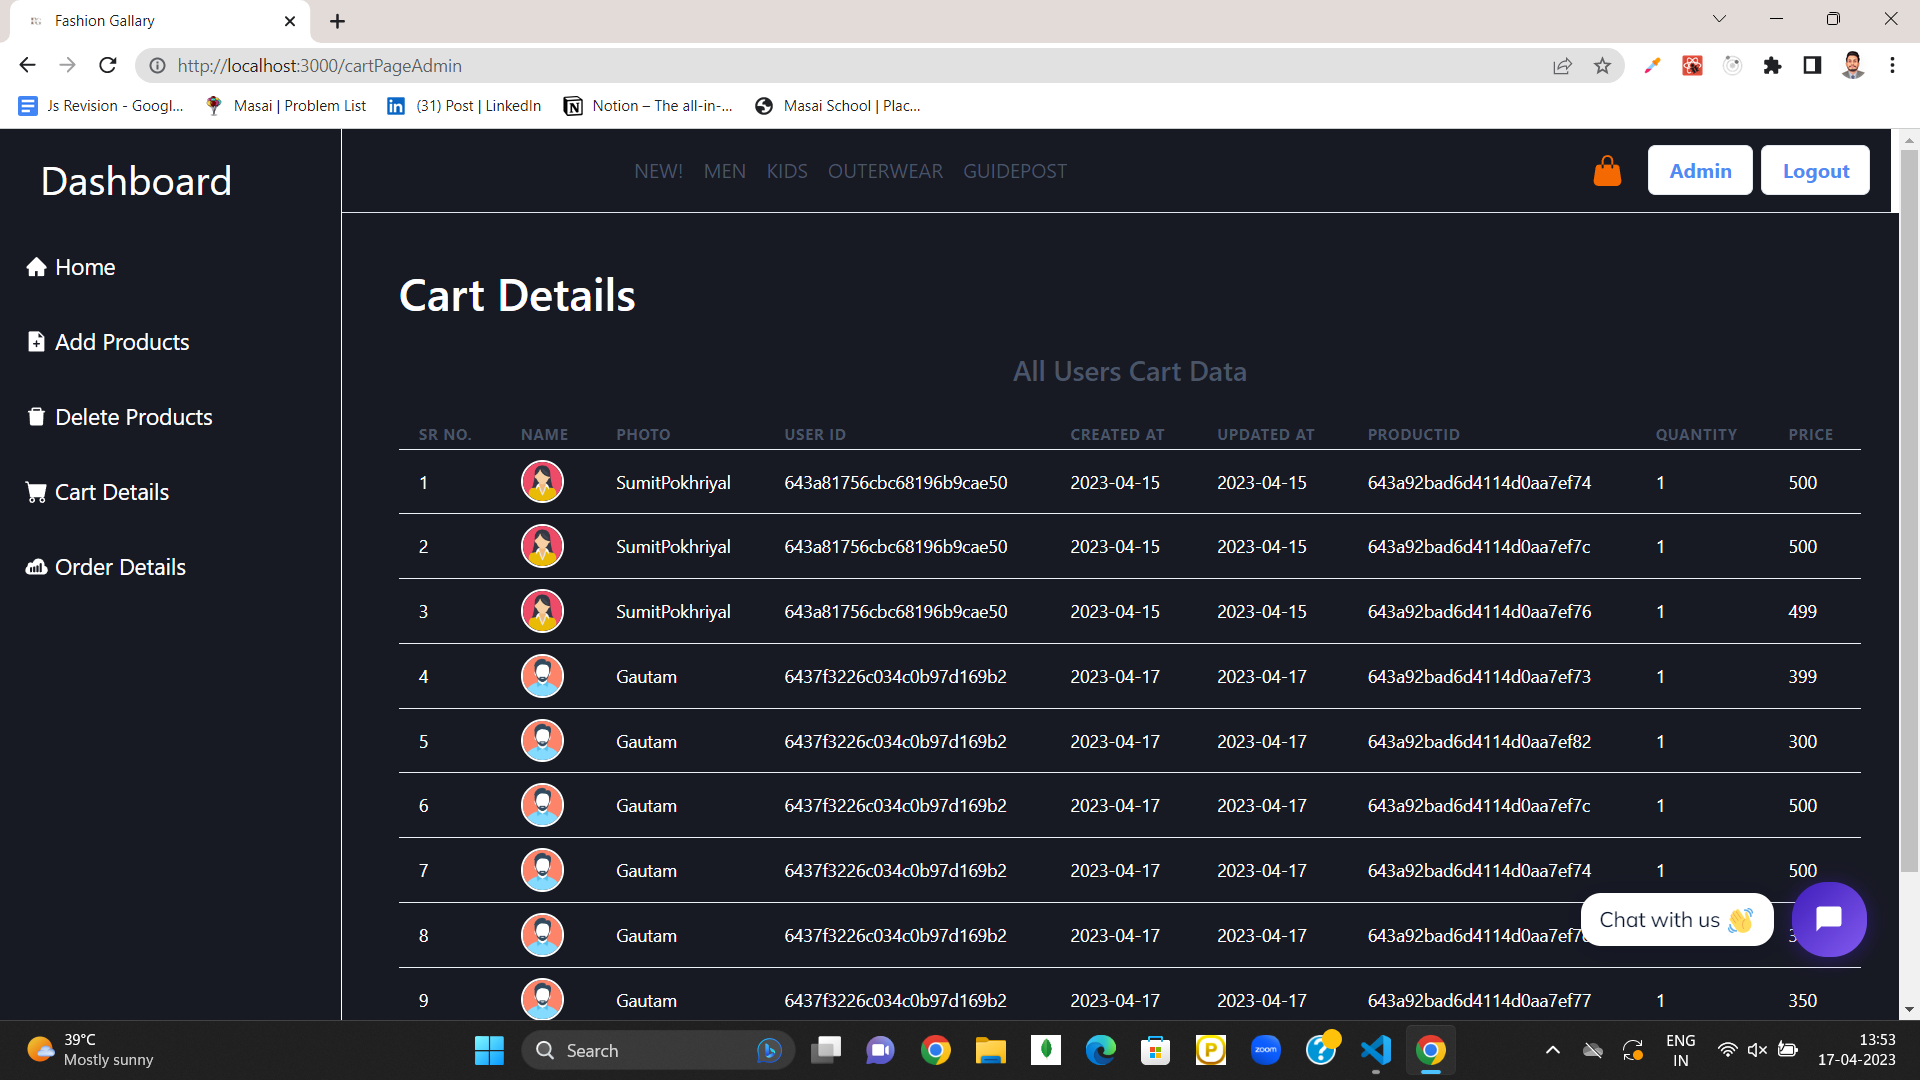 Fashion Gallary
http://localhost:3000/cartPageAdmin
Js Revision - Googl...
Masai | Problem List
(31) Post | LinkedIn
Notion – The all-in-...
Masai School | Plac...
Dashboard
NEW! MEN KIDS OUTERWEAR GUIDEPOST
Admin
Logout
Home
Add Products
Delete Products
Cart Details
Order Details
Cart Details
All Users Cart Data
SR NO. NAME PHOTO USER ID CREATED AT UPDATED AT PRODUCTID QUANTITY PRICE
1 SumitPokhriyal 643a81756cbc68196b9cae50 2023-04-15 2023-04-15 643a92bad6d4114d0aa7ef74 1 500
2 SumitPokhriyal 643a81756cbc68196b9cae50 2023-04-15 2023-04-15 643a92bad6d4114d0aa7ef7c 1 500
3 SumitPokhriyal 643a81756cbc68196b9cae50 2023-04-15 2023-04-15 643a92bad6d4114d0aa7ef76 1 499
4 Gautam 6437f3226c034c0b97d169b2 2023-04-17 2023-04-17 643a92bad6d4114d0aa7ef73 1 399
5 Gautam 6437f3226c034c0b97d169b2 2023-04-17 2023-04-17 643a92bad6d4114d0aa7ef82 1 300
6 Gautam 6437f3226c034c0b97d169b2 2023-04-17 2023-04-17 643a92bad6d4114d0aa7ef7c 1 500
7 Gautam 6437f3226c034c0b97d169b2 2023-04-17 2023-04-17 643a92bad6d4114d0aa7ef74 1 500
8 Gautam 6437f3226c034c0b97d169b2 2023-04-17 2023-04-17
Chat with us 👋
9 Gautam 6437f3226c034c0b97d169b2 2023-04-17 2023-04-17 643a92bad6d4114d0aa7ef77 1 350
39°C
Mostly sunny
Search
zoom
ENG
IN
13:53
17-04-2023